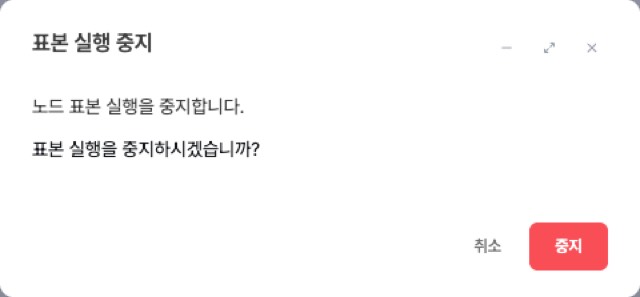 표본 실행 중지
노드 표본 실행을 중지합니다.
표본 실행을 중지하시겠습니까?
취소
중지